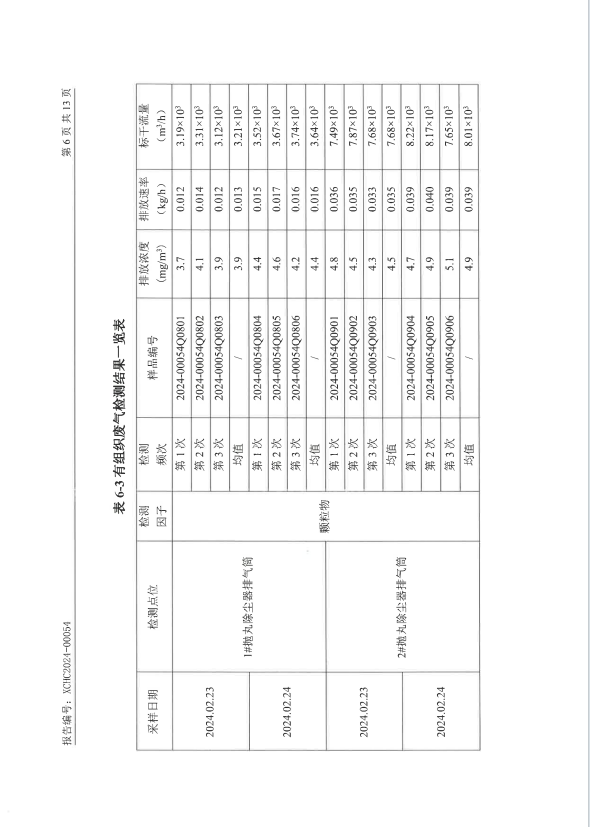 报告编号：XCHC2024-00054 第 6 页 共 13 页
表 6-3 有组织废气检测结果一览表
采样日期 检测点位 检测因子 检测频次 样品编号 排放浓度（mg/m³） 排放速率（kg/h） 标干流量（m³/h）
2024.02.23 1#抛丸除尘器排气筒 颗粒物 第 1 次 2024-00054Q0801 3.7 0.012 3.19×10³
第 2 次 2024-00054Q0802 4.1 0.014 3.31×10³
第 3 次 2024-00054Q0803 3.9 0.012 3.12×10³
均值 / 3.9 0.013 3.21×10³
2024.02.24 第 1 次 2024-00054Q0804 4.4 0.015 3.52×10³
第 2 次 2024-00054Q0805 4.6 0.017 3.67×10³
第 3 次 2024-00054Q0806 4.2 0.016 3.74×10³
均值 / 4.4 0.016 3.64×10³
2024.02.23 2#抛丸除尘器排气筒 第 1 次 2024-00054Q0901 4.8 0.036 7.49×10³
第 2 次 2024-00054Q0902 4.5 0.035 7.87×10³
第 3 次 2024-00054Q0903 4.3 0.033 7.68×10³
均值 / 4.5 0.035 7.68×10³
2024.02.24 第 1 次 2024-00054Q0904 4.7 0.039 8.22×10³
第 2 次 2024-00054Q0905 4.9 0.040 8.17×10³
第 3 次 2024-00054Q0906 5.1 0.039 7.65×10³
均值 / 4.9 0.039 8.01×10³